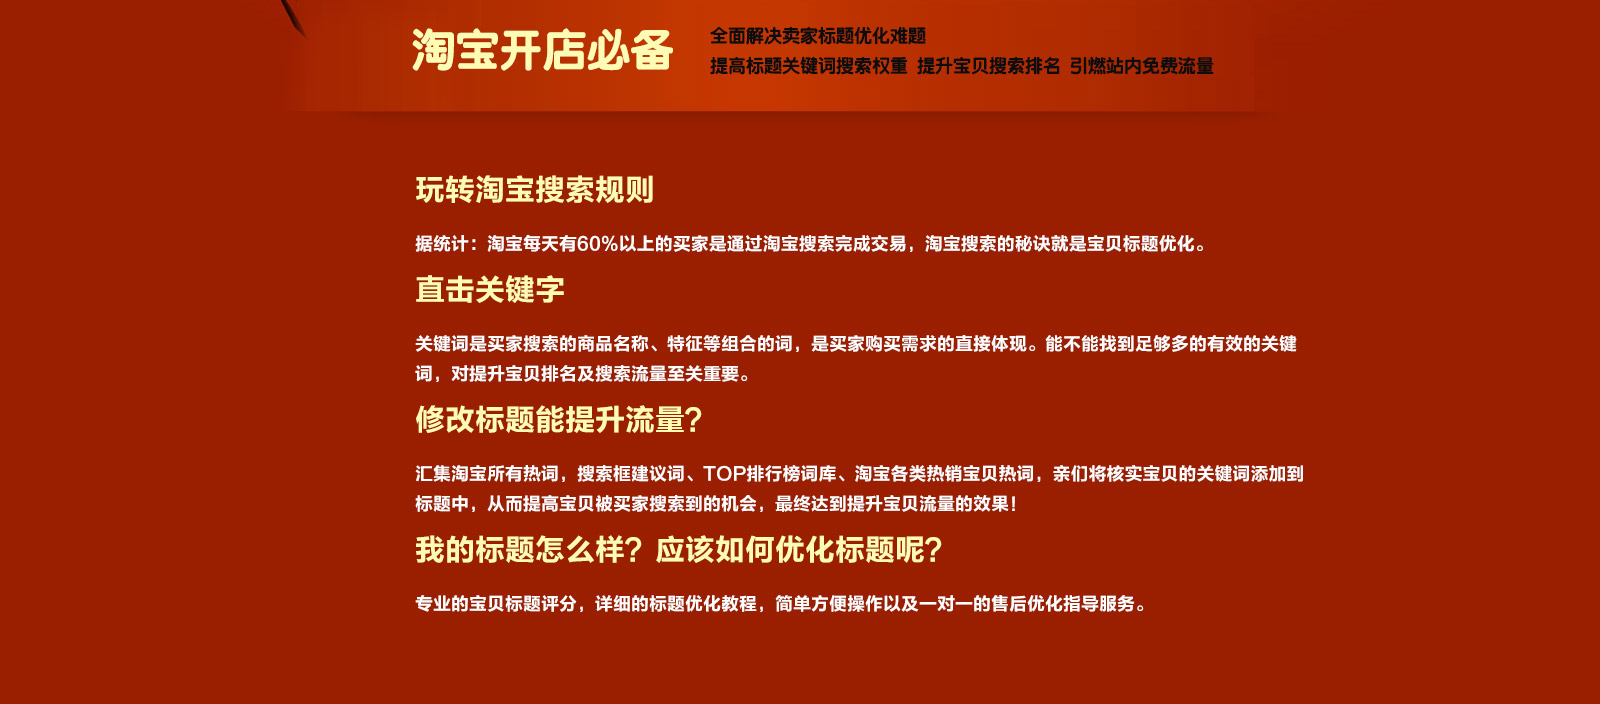 淘宝开店必备
全面解决卖家标题优化难题
提高标题关键词搜索权重 提升宝贝搜索排名 引燃站内免费流量
玩转淘宝搜索规则
据统计：淘宝每天有60%以上的买家是通过淘宝搜索完成交易，淘宝搜索的秘诀就是宝贝标题优化。
直击关键字
关键词是买家搜索的商品名称、特征等组合的词，是买家购买需求的直接体现。能不能找到足够多的有效的关键
词，对提升宝贝排名及搜索流量至关重要。
修改标题能提升流量？
汇集淘宝所有热词，搜索框建议词、TOP排行榜词库、淘宝各类热销宝贝热词，亲们将核实宝贝的关键词添加到
标题中，从而提高宝贝被买家搜索到的机会，最终达到提升宝贝流量的效果！
我的标题怎么样？应该如何优化标题呢？
专业的宝贝标题评分，详细的标题优化教程，简单方便操作以及一对一的售后优化指导服务。